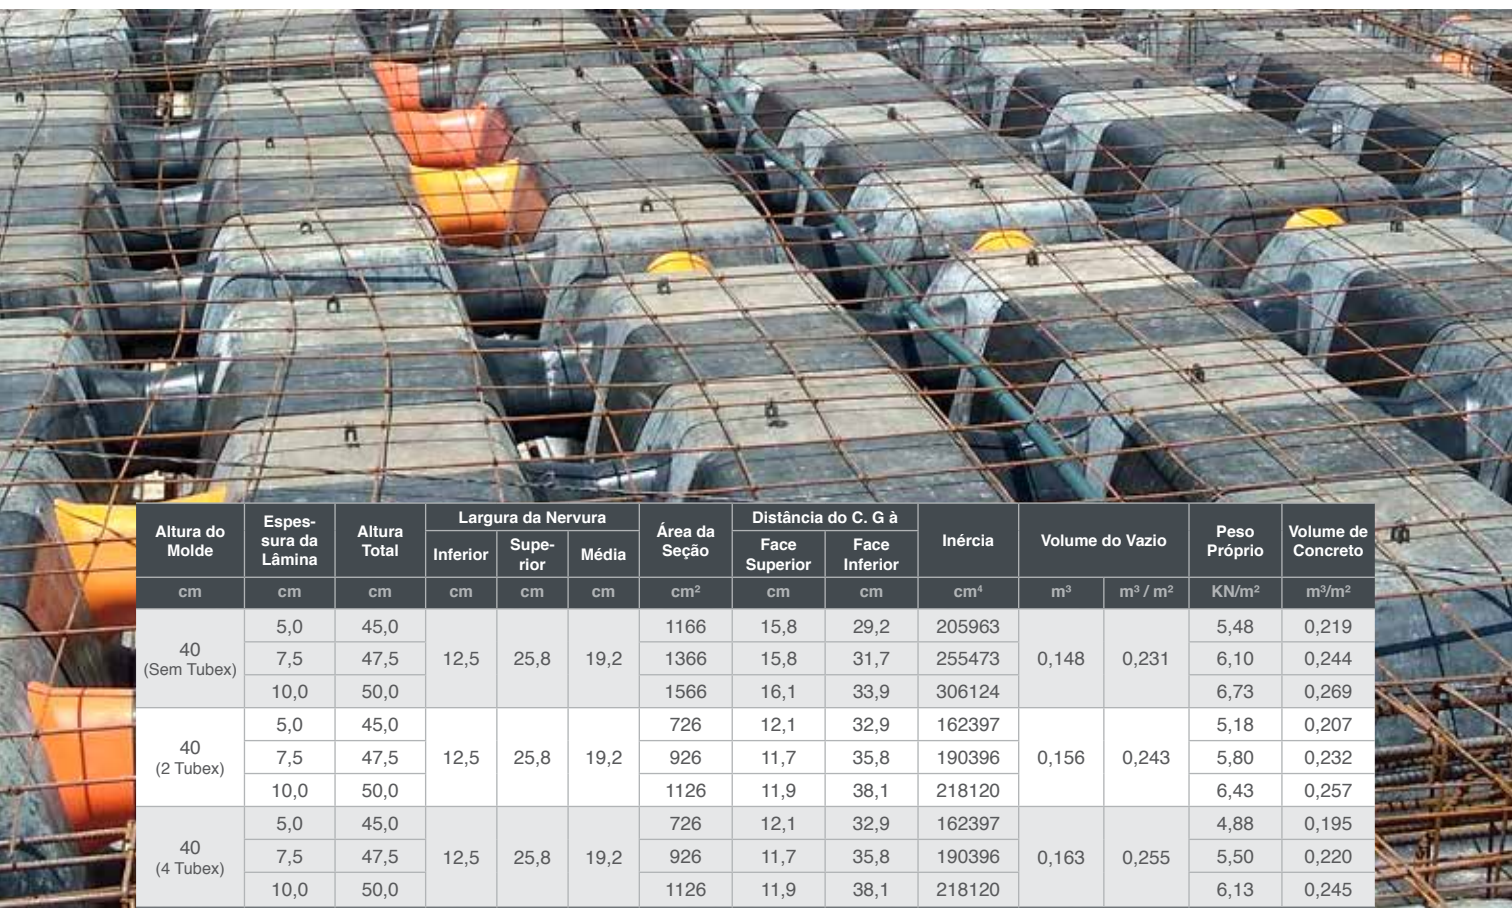 Altura do Molde | Espes-sura da Lâmina | Altura Total | Largura da Nervura | Área da Seção | Distância do C. G à | Inércia | Volume do Vazio | Peso Próprio | Volume de Concreto
Inferior | Supe-rior | Média | Face Superior | Face Inferior
cm | cm | cm | cm | cm | cm | cm² | cm | cm | cm⁴ | m³ | m³ / m² | KN/m² | m³/m²
40 (Sem Tubex) | 5,0 | 45,0 | 12,5 | 25,8 | 19,2 | 1166 | 15,8 | 29,2 | 205963 | 0,148 | 0,231 | 5,48 | 0,219
7,5 | 47,5 | 1366 | 15,8 | 31,7 | 255473 | 6,10 | 0,244
10,0 | 50,0 | 1566 | 16,1 | 33,9 | 306124 | 6,73 | 0,269
40 (2 Tubex) | 5,0 | 45,0 | 12,5 | 25,8 | 19,2 | 726 | 12,1 | 32,9 | 162397 | 0,156 | 0,243 | 5,18 | 0,207
7,5 | 47,5 | 926 | 11,7 | 35,8 | 190396 | 5,80 | 0,232
10,0 | 50,0 | 1126 | 11,9 | 38,1 | 218120 | 6,43 | 0,257
40 (4 Tubex) | 5,0 | 45,0 | 12,5 | 25,8 | 19,2 | 726 | 12,1 | 32,9 | 162397 | 0,163 | 0,255 | 4,88 | 0,195
7,5 | 47,5 | 926 | 11,7 | 35,8 | 190396 | 5,50 | 0,220
10,0 | 50,0 | 1126 | 11,9 | 38,1 | 218120 | 6,13 | 0,245